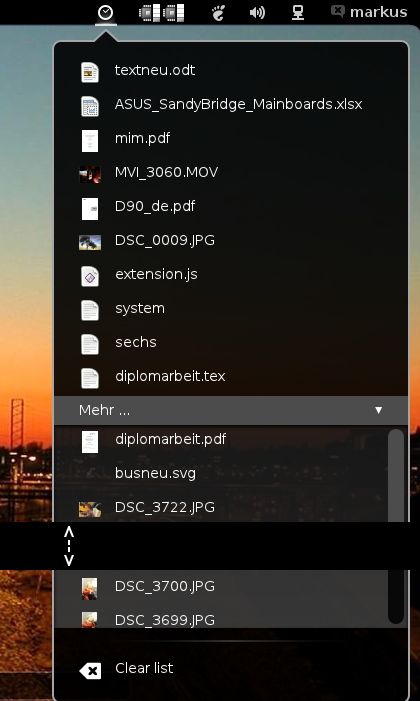 markus
textneu.odt
ASUS_SandyBridge_Mainboards.xlsx
mim.pdf
MVI_3060.MOV
D90_de.pdf
DSC_0009.JPG
extension.js
system
sechs
diplomarbeit.tex
Mehr ...
diplomarbeit.pdf
busneu.svg
DSC_3722.JPG
DSC_3700.JPG
DSC_3699.JPG
Clear list